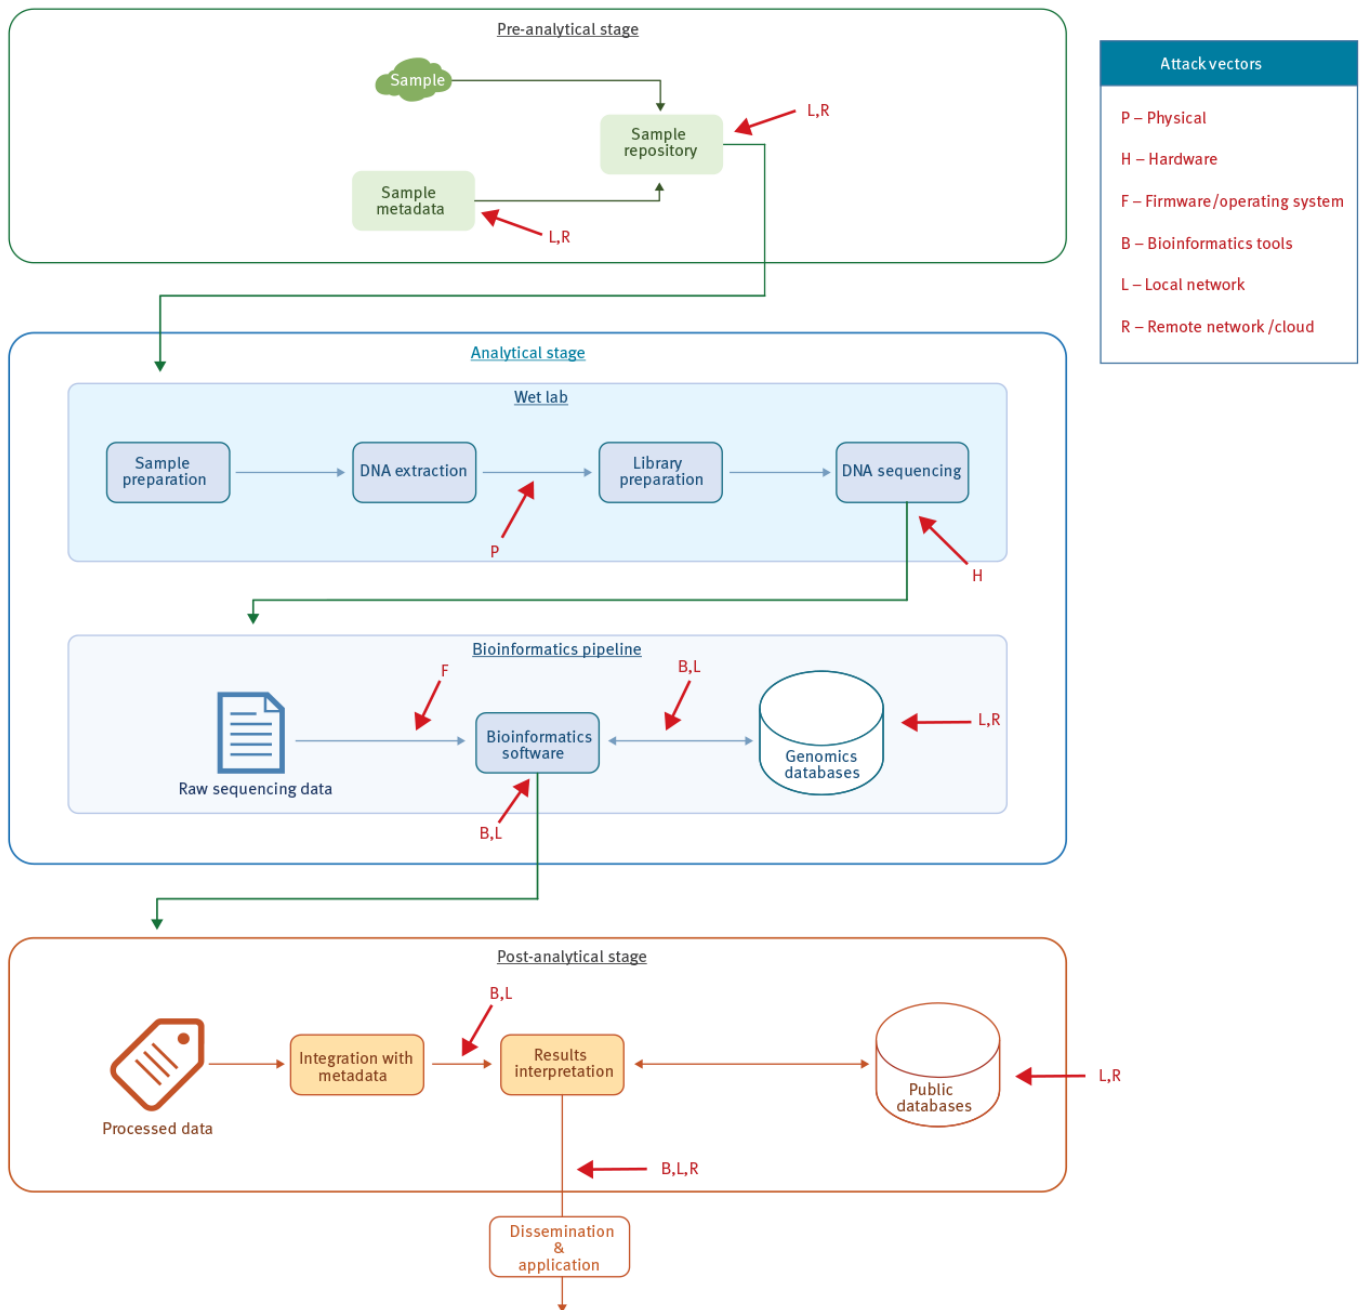 Pre-analytical stage
Sample
L,R
Sample
repository
Sample
metadata
L,R
Attack vectors
P – Physical
H – Hardware
F – Firmware/operating system
B – Bioinformatics tools
L – Local network
R – Remote network /cloud
Analytical stage
Wet lab
Sample
preparation
DNA extraction
Library
preparation
DNA sequencing
P
H
Bioinformatics pipeline
F
B,L
L,R
Bioinformatics
software
Genomics
databases
Raw sequencing data
B,L
Post-analytical stage
B,L
Integration with
metadata
Results
interpretation
Public
databases
L,R
Processed data
B,L,R
Dissemination
&
application